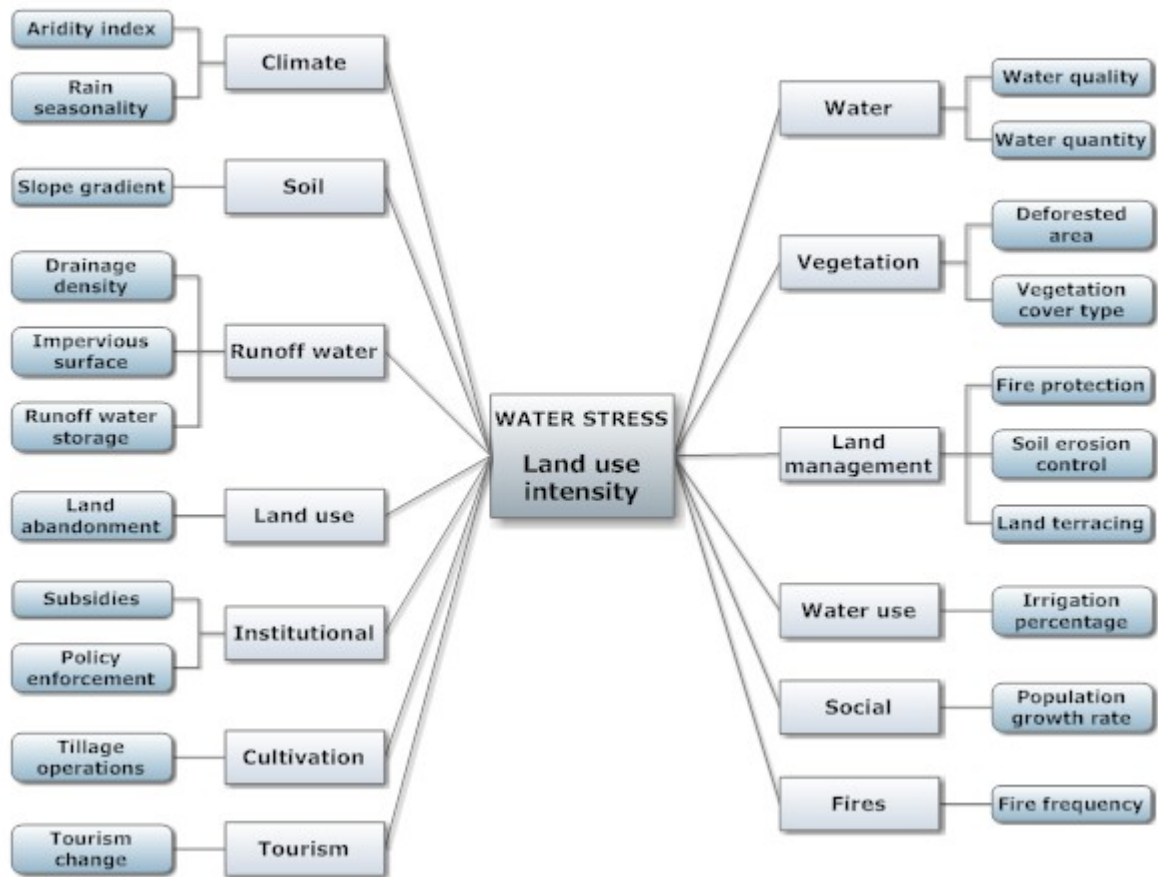 Aridity index
Rain
seasonality
Climate
Slope gradient
Soil
Drainage
density
Impervious
surface
Runoff water
storage
Runoff water
Land
abandonment
Land use
Subsidies
Policy
enforcement
Institutional
Tillage
operations
Cultivation
Tourism
change
Tourism
WATER STRESS
Land use
intensity
Water
Water quality
Water quantity
Vegetation
Deforested
area
Vegetation
cover type
Land
management
Fire protection
Soil erosion
control
Land terracing
Water use
Irrigation
percentage
Social
Population
growth rate
Fires
Fire frequency